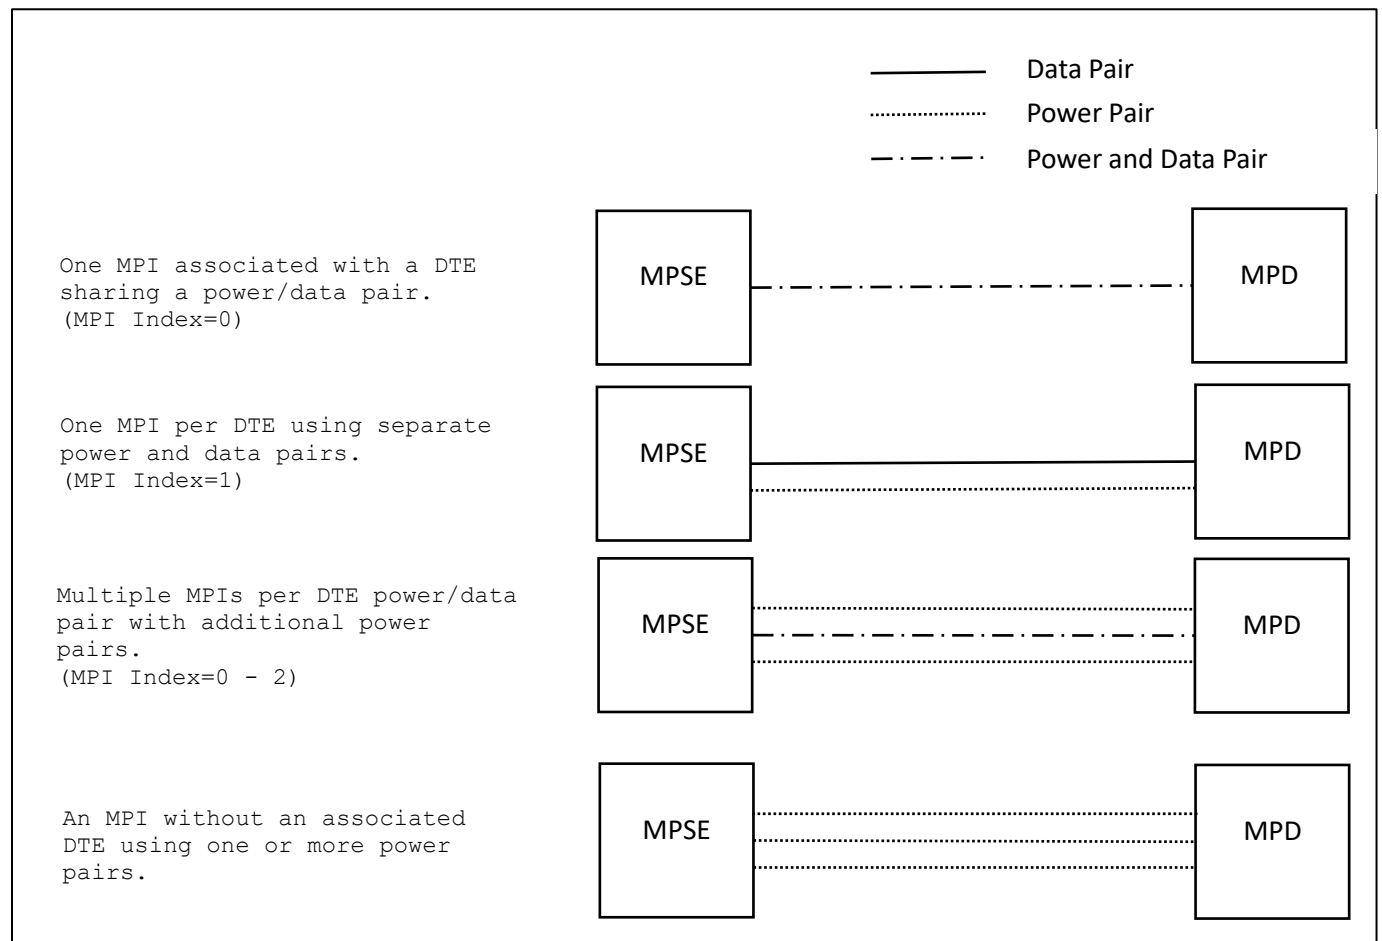 Data Pair
Power Pair
Power and Data Pair
One MPI associated with a DTE
sharing a power/data pair.
(MPI Index=0)
MPSE
MPD
One MPI per DTE using separate
power and data pairs.
(MPI Index=1)
MPSE
MPD
Multiple MPIs per DTE power/data
pair with additional power
pairs.
(MPI Index=0 - 2)
MPSE
MPD
An MPI without an associated
DTE using one or more power
pairs.
MPSE
MPD